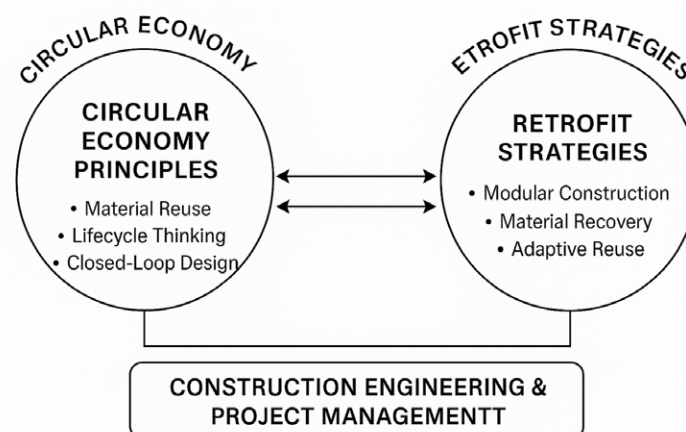 CIRCULAR ECONOMY
CIRCULAR
ECONOMY
PRINCIPLES
• Material Reuse
• Lifecycle Thinking
• Closed-Loop Design
ETROFIT STRATEGIES
RETROFIT
STRATEGIES
• Modular Construction
• Material Recovery
• Adaptive Reuse
CONSTRUCTION ENGINEERING &
PROJECT MANAGEMENTT